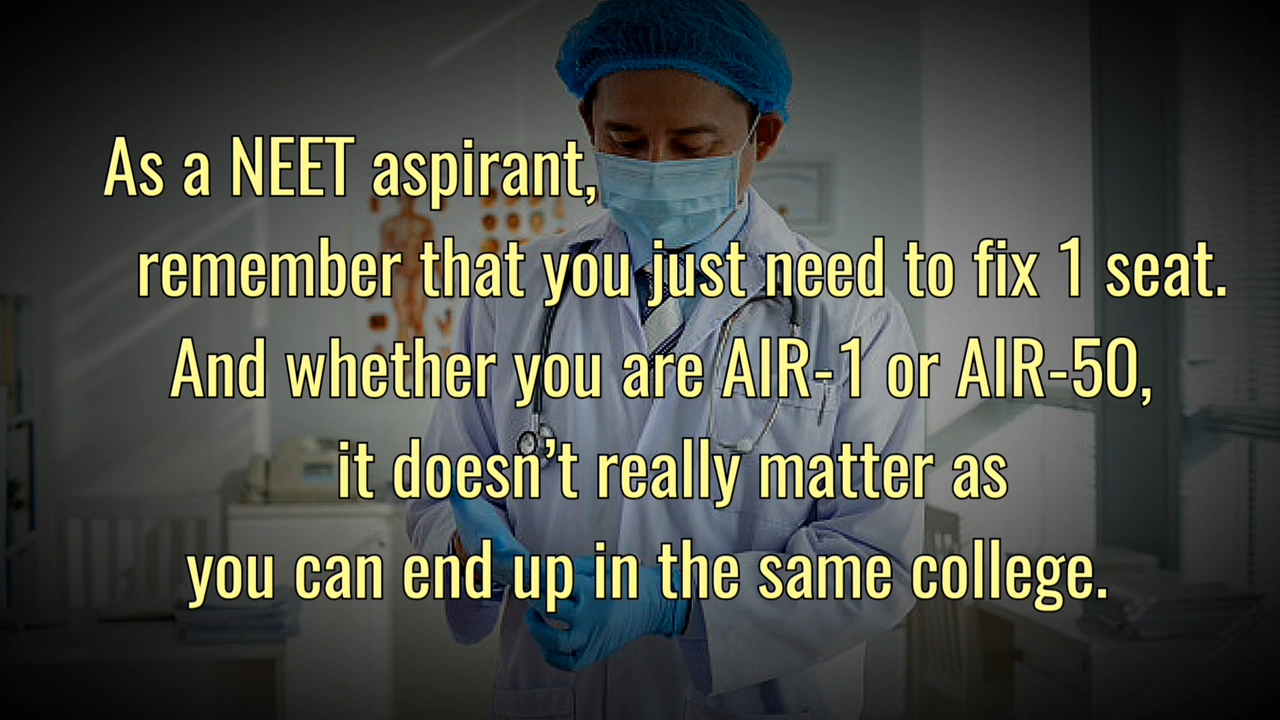 As a NEET aspirant,
remember that you just need to fix 1 seat.
And whether you are AIR-1 or AIR-50,
it doesn’t really matter as
you can end up in the same college.